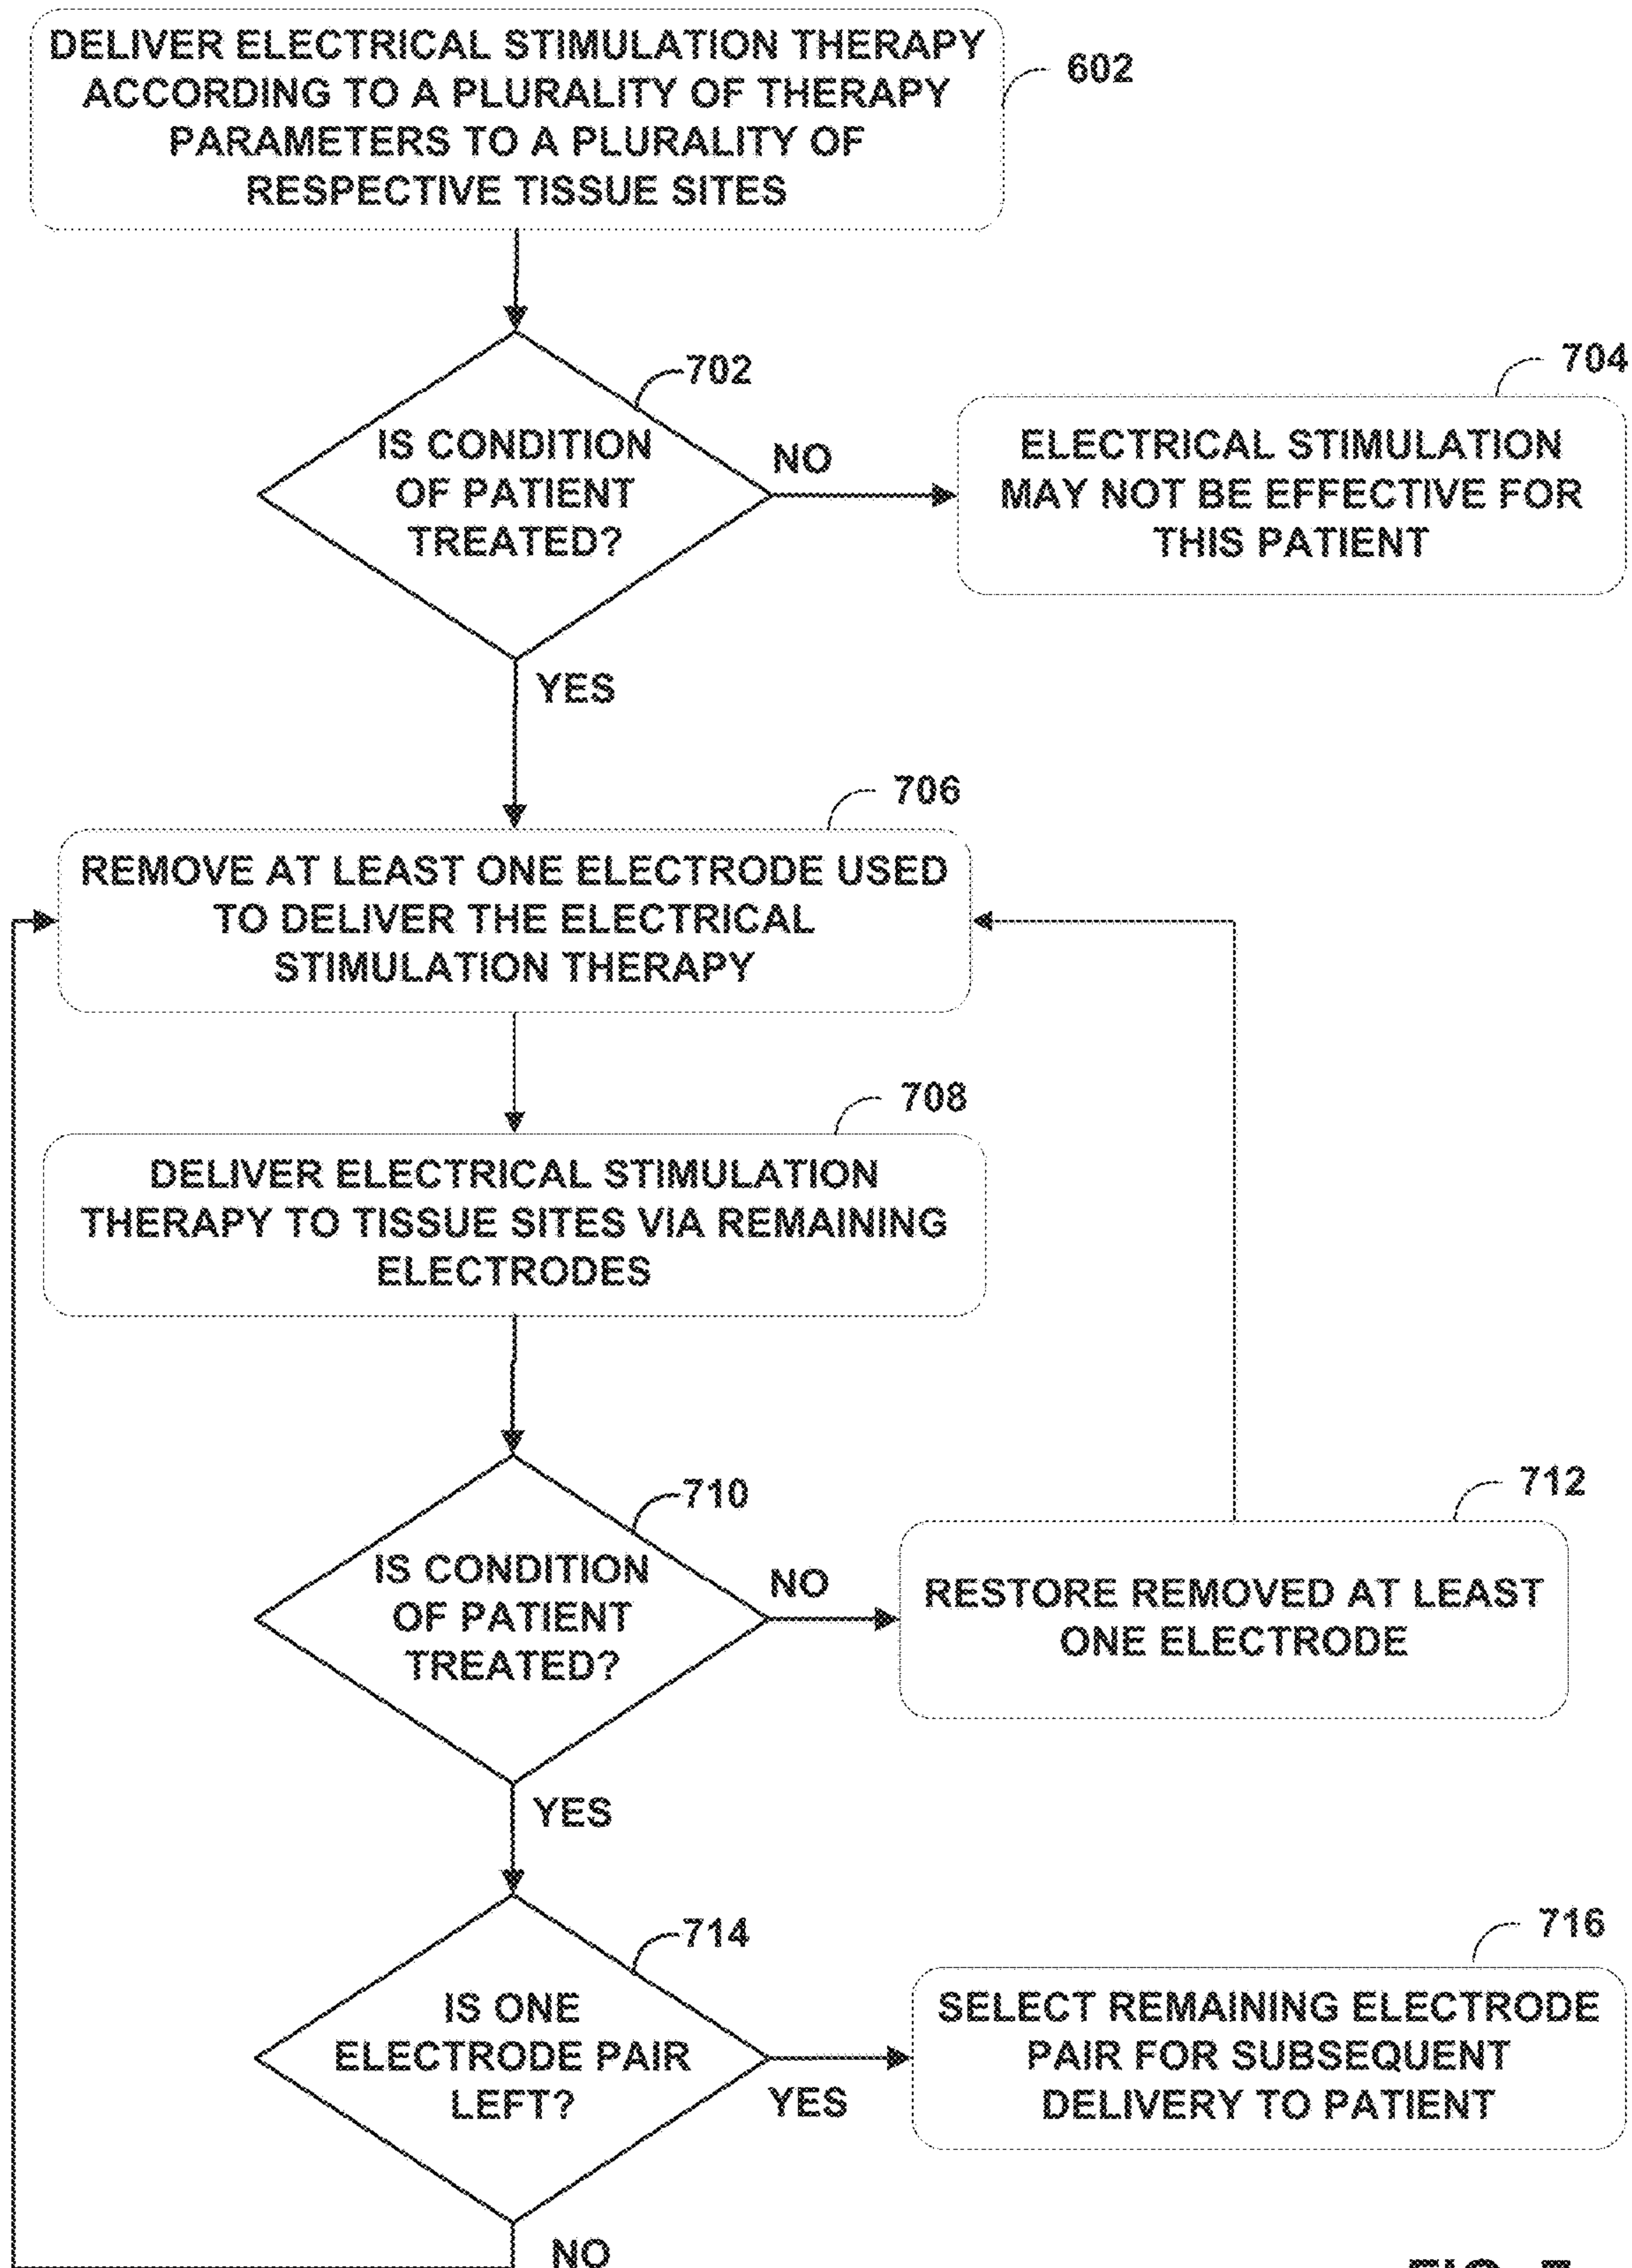 DELIVER ELECTRICAL STIMULATION THERAPY
ACCORDING TO A PLURALITY OF THERAPY
PARAMETERS TO A PLURALITY OF
RESPECTIVE TISSUE SITES
602
702
IS CONDITION
OF PATIENT
TREATED?
NO
704
ELECTRICAL STIMULATION
MAY NOT BE EFFECTIVE FOR
THIS PATIENT
YES
706
REMOVE AT LEAST ONE ELECTRODE USED
TO DELIVER THE ELECTRICAL
STIMULATION THERAPY
708
DELIVER ELECTRICAL STIMULATION
THERAPY TO TISSUE SITES VIA REMAINING
ELECTRODES
710
IS CONDITION
OF PATIENT
TREATED?
NO
712
RESTORE REMOVED AT LEAST
ONE ELECTRODE
YES
714
IS ONE
ELECTRODE PAIR
LEFT?
YES
716
SELECT REMAINING ELECTRODE
PAIR FOR SUBSEQUENT
DELIVERY TO PATIENT
NO